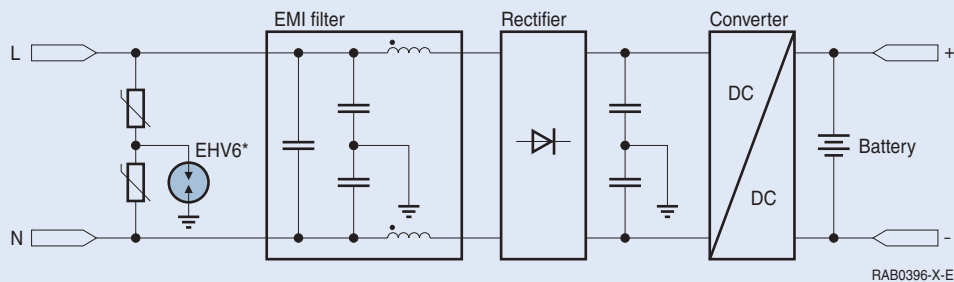 EMI filter
Rectifier
Converter
L
+
DC
EHV6*
Battery
DC
N
-
RAB0396-X-E